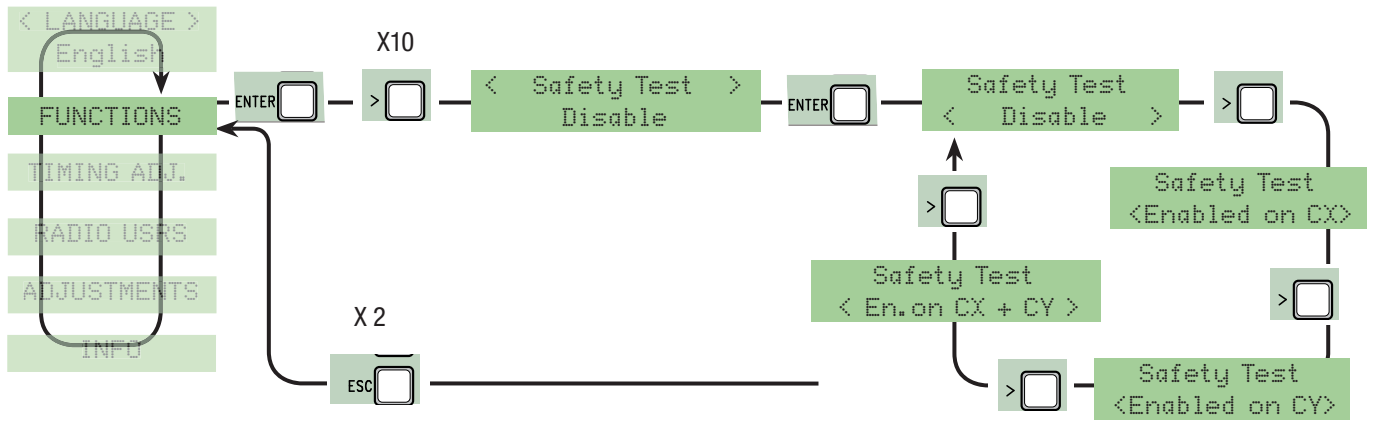 < LANGUAGE >
English
FUNCTIONS
TIMING ADJ.
RADIO USRS
ADJUSTMENTS
INFO
ENTER
X10
>
< Safety Test >
Disable
ENTER
Safety Test
< Disable >
>
Safety Test
<Enabled on CX>
>
Safety Test
<Enabled on CY>
>
Safety Test
< En.on CX + CY >
>
X 2
ESC